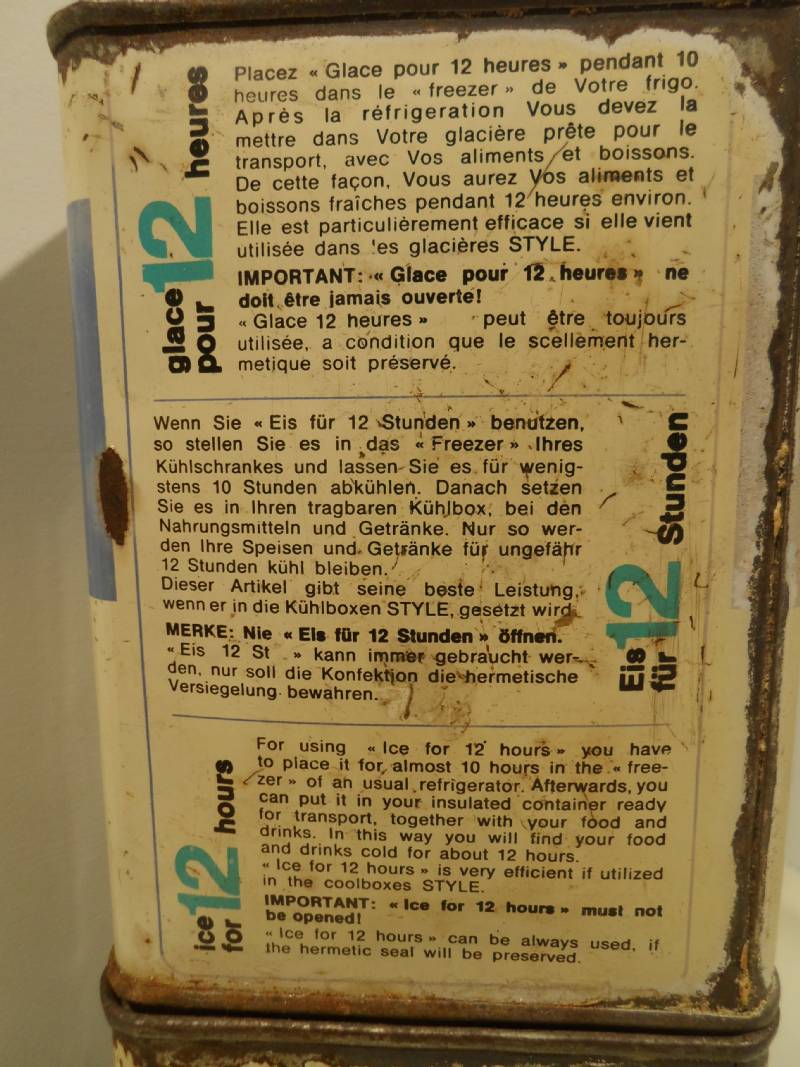 glace pour 12 heures
Placez « Glace pour 12 heures » pendant 10
heures dans le « freezer » de Votre frigo.
Après la réfrigeration Vous devez la
mettre dans Votre glacière prête pour le
transport, avec Vos aliments et boissons.
De cette façon, Vous aurez Vos aliments et
boissons fraîches pendant 12 heures environ.
Elle est particulièrement efficace si elle vient
utilisée dans 'es glacières STYLE.
IMPORTANT: « Glace pour 12 heures » ne
doit être jamais ouverte!
« Glace 12 heures » peut être toujours
utilisée, a condition que le scellement her-
metique soit préservé.
Wenn Sie « Eis für 12 Stunden » benutzen,
so stellen Sie es in das « Freezer » Ihres
Kühlschrankes und lassen Sie es für wenig-
stens 10 Stunden abkühlen. Danach setzen
Sie es in Ihren tragbaren Kühlbox, bei den
Nahrungsmitteln und Getränke. Nur so wer-
den Ihre Speisen und Getränke für ungefähr
12 Stunden kühl bleiben.
Dieser Artikel gibt seine beste Leistung,
wenn er in die Kühlboxen STYLE, gesetzt wird.
MERKE: Nie « Eis für 12 Stunden » öffnen.
« Eis 12 St » kann immer gebraucht wer-
den, nur soll die Konfektion die hermetische
Versiegelung bewahren.
Eis für 12 Stunden
ice for 12 hours
For using « Ice for 12 hours » you have
to place it for almost 10 hours in the « free-
zer » of an usual refrigerator. Afterwards, you
can put it in your insulated container ready
for transport, together with your food and
drinks. In this way you will find your food
and drinks cold for about 12 hours.
« Ice for 12 hours » is very efficient if utilized
in the coolboxes STYLE.
IMPORTANT: « Ice for 12 hours » must not
be opened!
« Ice for 12 hours » can be always used, if
the hermetic seal will be preserved.